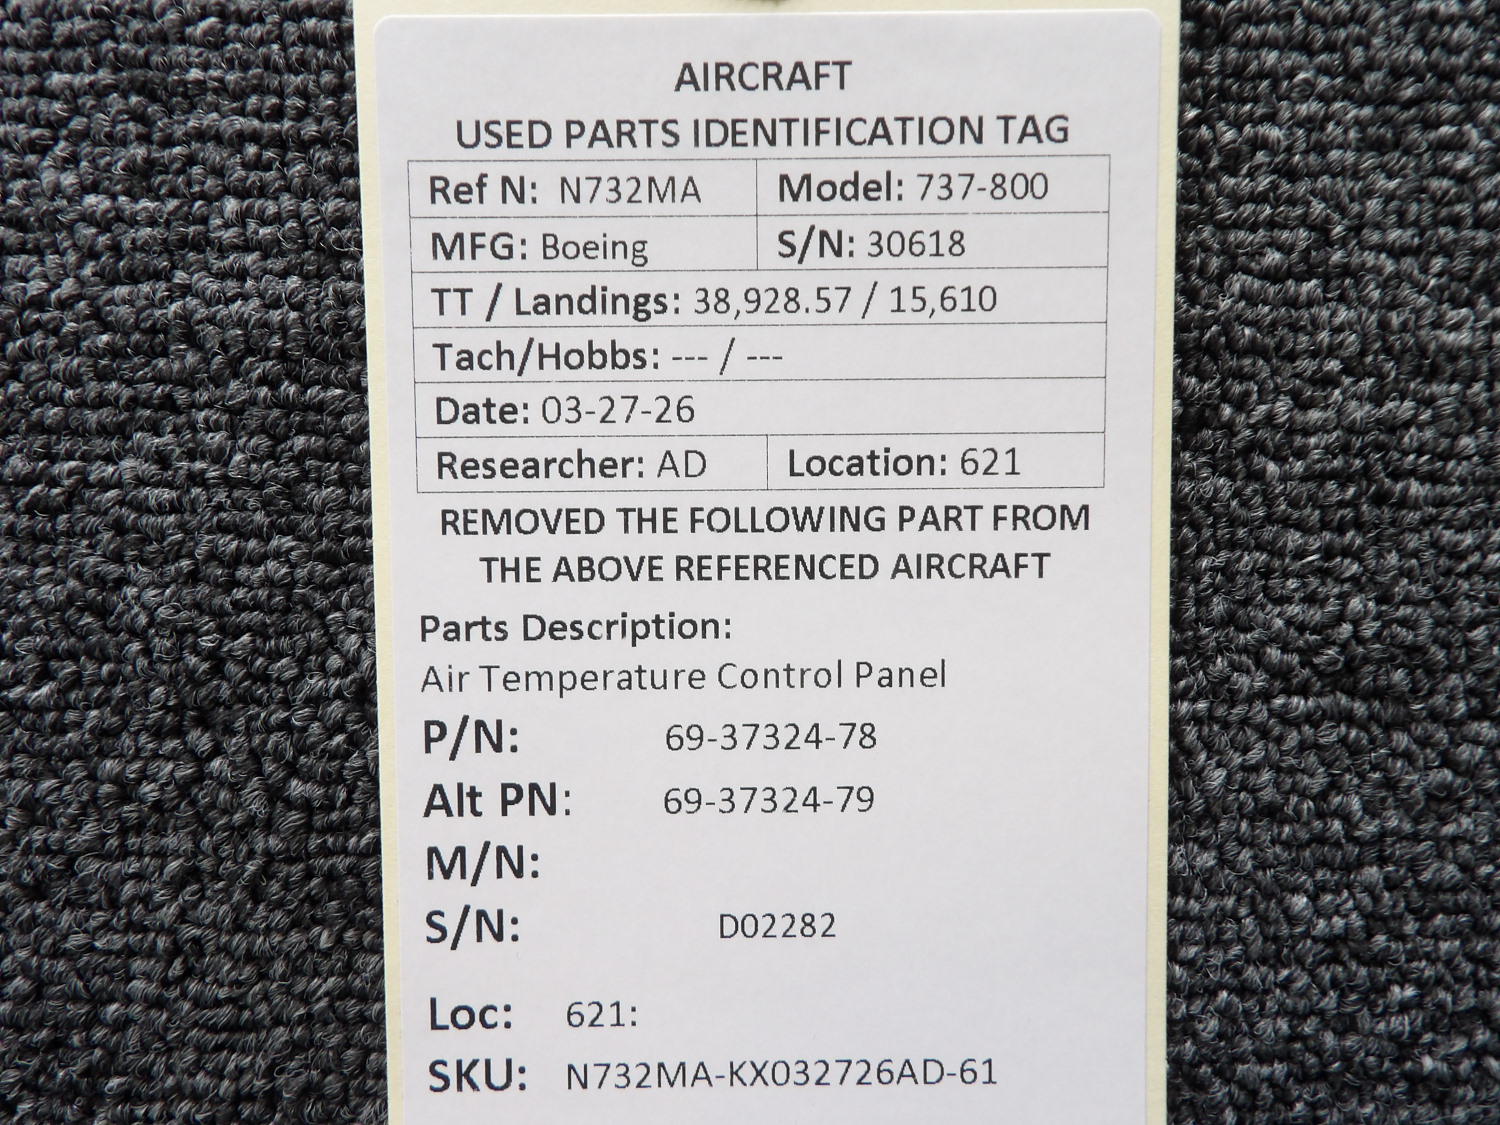 AIRCRAFT
USED PARTS IDENTIFICATION TAG
Ref N: N732MA Model: 737-800
MFG: Boeing S/N: 30618
TT / Landings: 38,928.57 / 15,610
Tach/Hobbs: --- / ---
Date: 03-27-26
Researcher: AD Location: 621
REMOVED THE FOLLOWING PART FROM
THE ABOVE REFERENCED AIRCRAFT
Parts Description:
Air Temperature Control Panel
P/N: 69-37324-78
Alt PN: 69-37324-79
M/N:
S/N: D02282
Loc: 621:
SKU: N732MA-KX032726AD-61